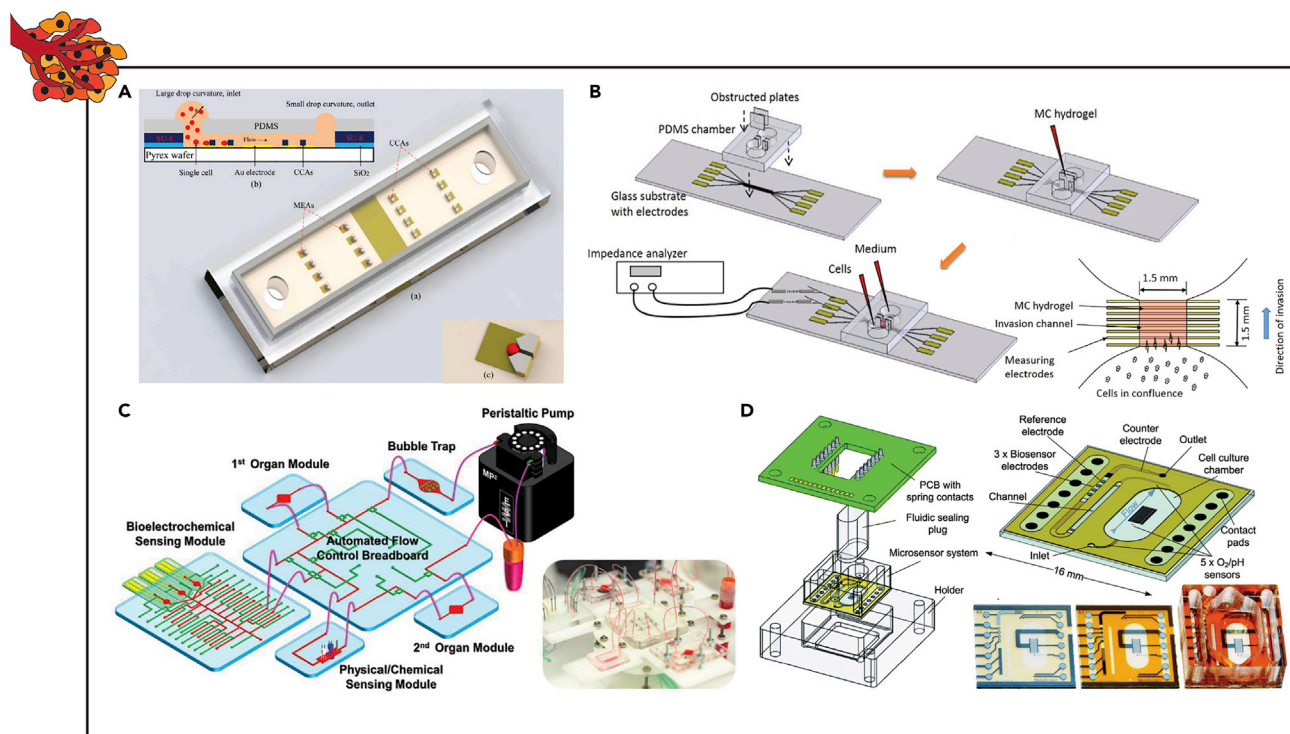 A
Large drop curvature, inlet
Small drop curvature, outlet
PDMS
SU-8
Flow
SU-8
Pyrex wafer
Single cell
Au electrode
CCAs
SiO2
(b)
CCAs
MEAs
(a)
(c)
B
Obstructed plates
PDMS chamber
Glass substrate
with electrodes
MC hydrogel
Impedance analyzer
Medium
Cells
1.5 mm
MC hydrogel
Invasion channel
Measuring
electrodes
1.5 mm
Direction of invasion
Cells in confluence
C
Peristaltic Pump
Bubble Trap
1st Organ Module
MP2
Bioelectrochemical
Sensing Module
Automated Flow
Control Breadboard
2nd Organ Module
Physical/Chemical
Sensing Module
D
PCB with
spring contacts
Fluidic sealing
plug
Microsensor system
Holder
Reference
electrode
Counter
electrode
Outlet
3 x Biosensor
electrodes
Cell culture
chamber
Channel
Flow
Contact
pads
Inlet
5 x O2/pH
sensors
16 mm